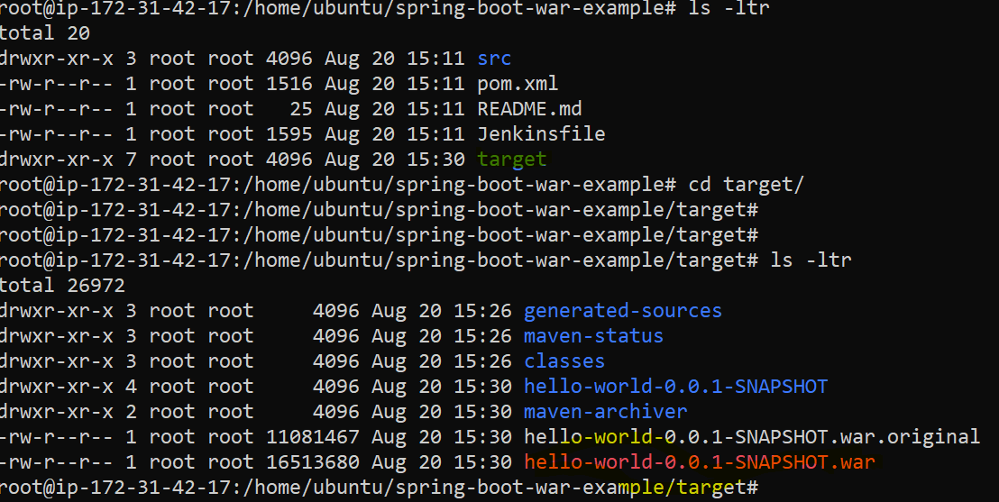 root@ip-172-31-42-17:/home/ubuntu/spring-boot-war-example# ls -ltr
total 20
drwxr-xr-x 3 root root 4096 Aug 20 15:11 src
-rw-r--r-- 1 root root 1516 Aug 20 15:11 pom.xml
-rw-r--r-- 1 root root   25 Aug 20 15:11 README.md
-rw-r--r-- 1 root root 1595 Aug 20 15:11 Jenkinsfile
drwxr-xr-x 7 root root 4096 Aug 20 15:30 target
root@ip-172-31-42-17:/home/ubuntu/spring-boot-war-example# cd target/
root@ip-172-31-42-17:/home/ubuntu/spring-boot-war-example/target#
root@ip-172-31-42-17:/home/ubuntu/spring-boot-war-example/target#
root@ip-172-31-42-17:/home/ubuntu/spring-boot-war-example/target# ls -ltr
total 26972
drwxr-xr-x 3 root root     4096 Aug 20 15:26 generated-sources
drwxr-xr-x 3 root root     4096 Aug 20 15:26 maven-status
drwxr-xr-x 3 root root     4096 Aug 20 15:26 classes
drwxr-xr-x 4 root root     4096 Aug 20 15:30 hello-world-0.0.1-SNAPSHOT
drwxr-xr-x 2 root root     4096 Aug 20 15:30 maven-archiver
-rw-r--r-- 1 root root 11081467 Aug 20 15:30 hello-world-0.0.1-SNAPSHOT.war.original
-rw-r--r-- 1 root root 16513680 Aug 20 15:30 hello-world-0.0.1-SNAPSHOT.war
root@ip-172-31-42-17:/home/ubuntu/spring-boot-war-example/target#